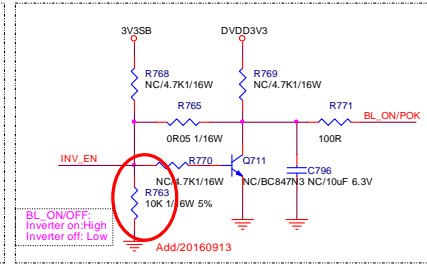 3V3SB
DVDD3V3
R768
NC/4.7K1/16W
R769
NC/4.7K1/16W
R765
0R05 1/16W
R771
100R
BL_ON/POK
INV_EN
R770
NC/4.7K1/16W
Q711
NC/BC847N3
C796
NC/10uF 6.3V
R763
10K 1/16W 5%
BL_ON/OFF:
Inverter on:High
Inverter off: Low
Add/20160913